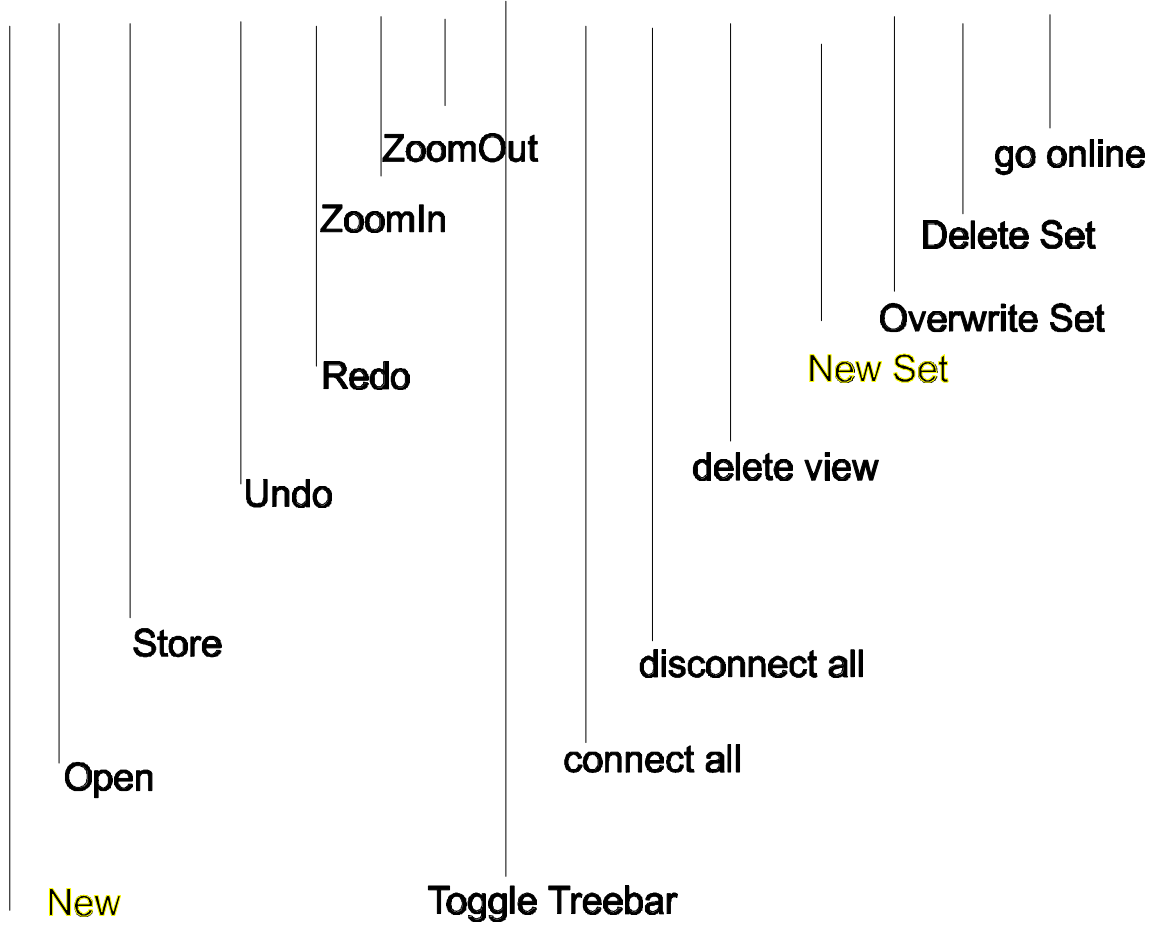 ZoomOut
go online
ZoomIn
Delete Set
Overwrite Set
New Set
Redo
delete view
Undo
Store
disconnect all
connect all
Open
New
Toggle Treebar